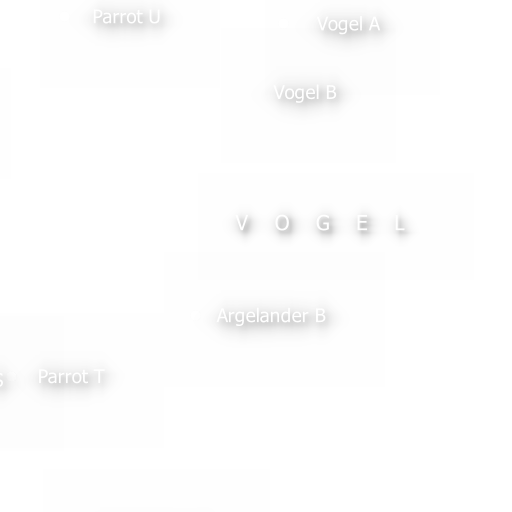 Parrot U
Vogel A
Vogel B
V O G E L
Argelander B
Parrot T